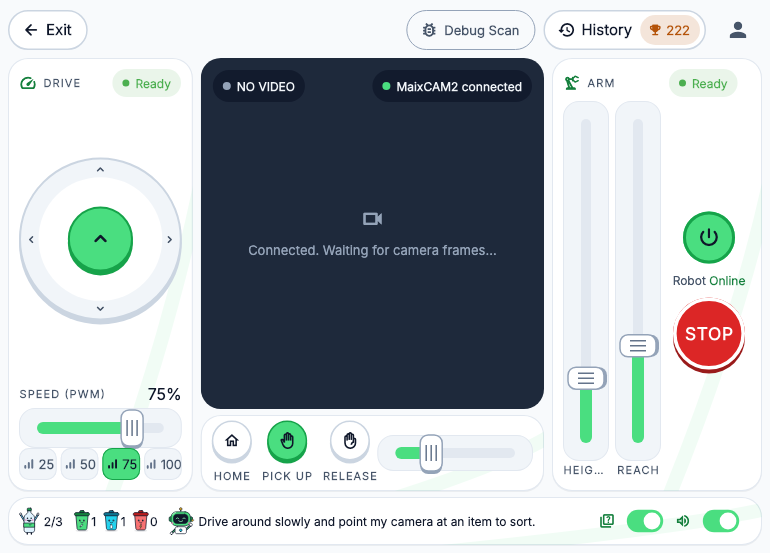 Exit
Debug Scan
History
222
DRIVE
Ready
NO VIDEO
MaixCAM2 connected
ARM
Ready
Connected. Waiting for camera frames...
Robot Online
STOP
SPEED (PWM)
75%
25
50
75
100
HOME
PICK UP
RELEASE
HEIG...
REACH
2/3
1
1
0
Drive around slowly and point my camera at an item to sort.